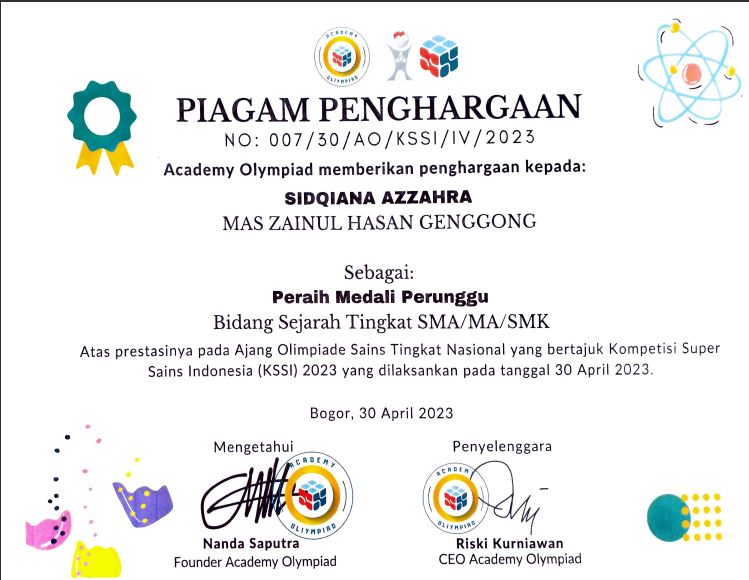 ACADEMY
OLYMPIAD
PIAGAM PENGHARGAAN
NO: 007/30/AO/KSSI/IV/2023
Academy Olympiad memberikan penghargaan kepada:
SIDQIANA AZZAHRA
MAS ZAINUL HASAN GENGGONG
Sebagai:
Peraih Medali Perunggu
Bidang Sejarah Tingkat SMA/MA/SMK
Atas prestasinya pada Ajang Olimpiade Sains Tingkat Nasional yang bertajuk Kompetisi Super
Sains Indonesia (KSSI) 2023 yang dilaksankan pada tanggal 30 April 2023.
Bogor, 30 April 2023
Mengetahui
Penyelenggara
ACADEMY
OLIYMPIAD
ACADEMY
OLIYMPIAD
Nanda Saputra
Founder Academy Olympiad
Riski Kurniawan
CEO Academy Olympiad